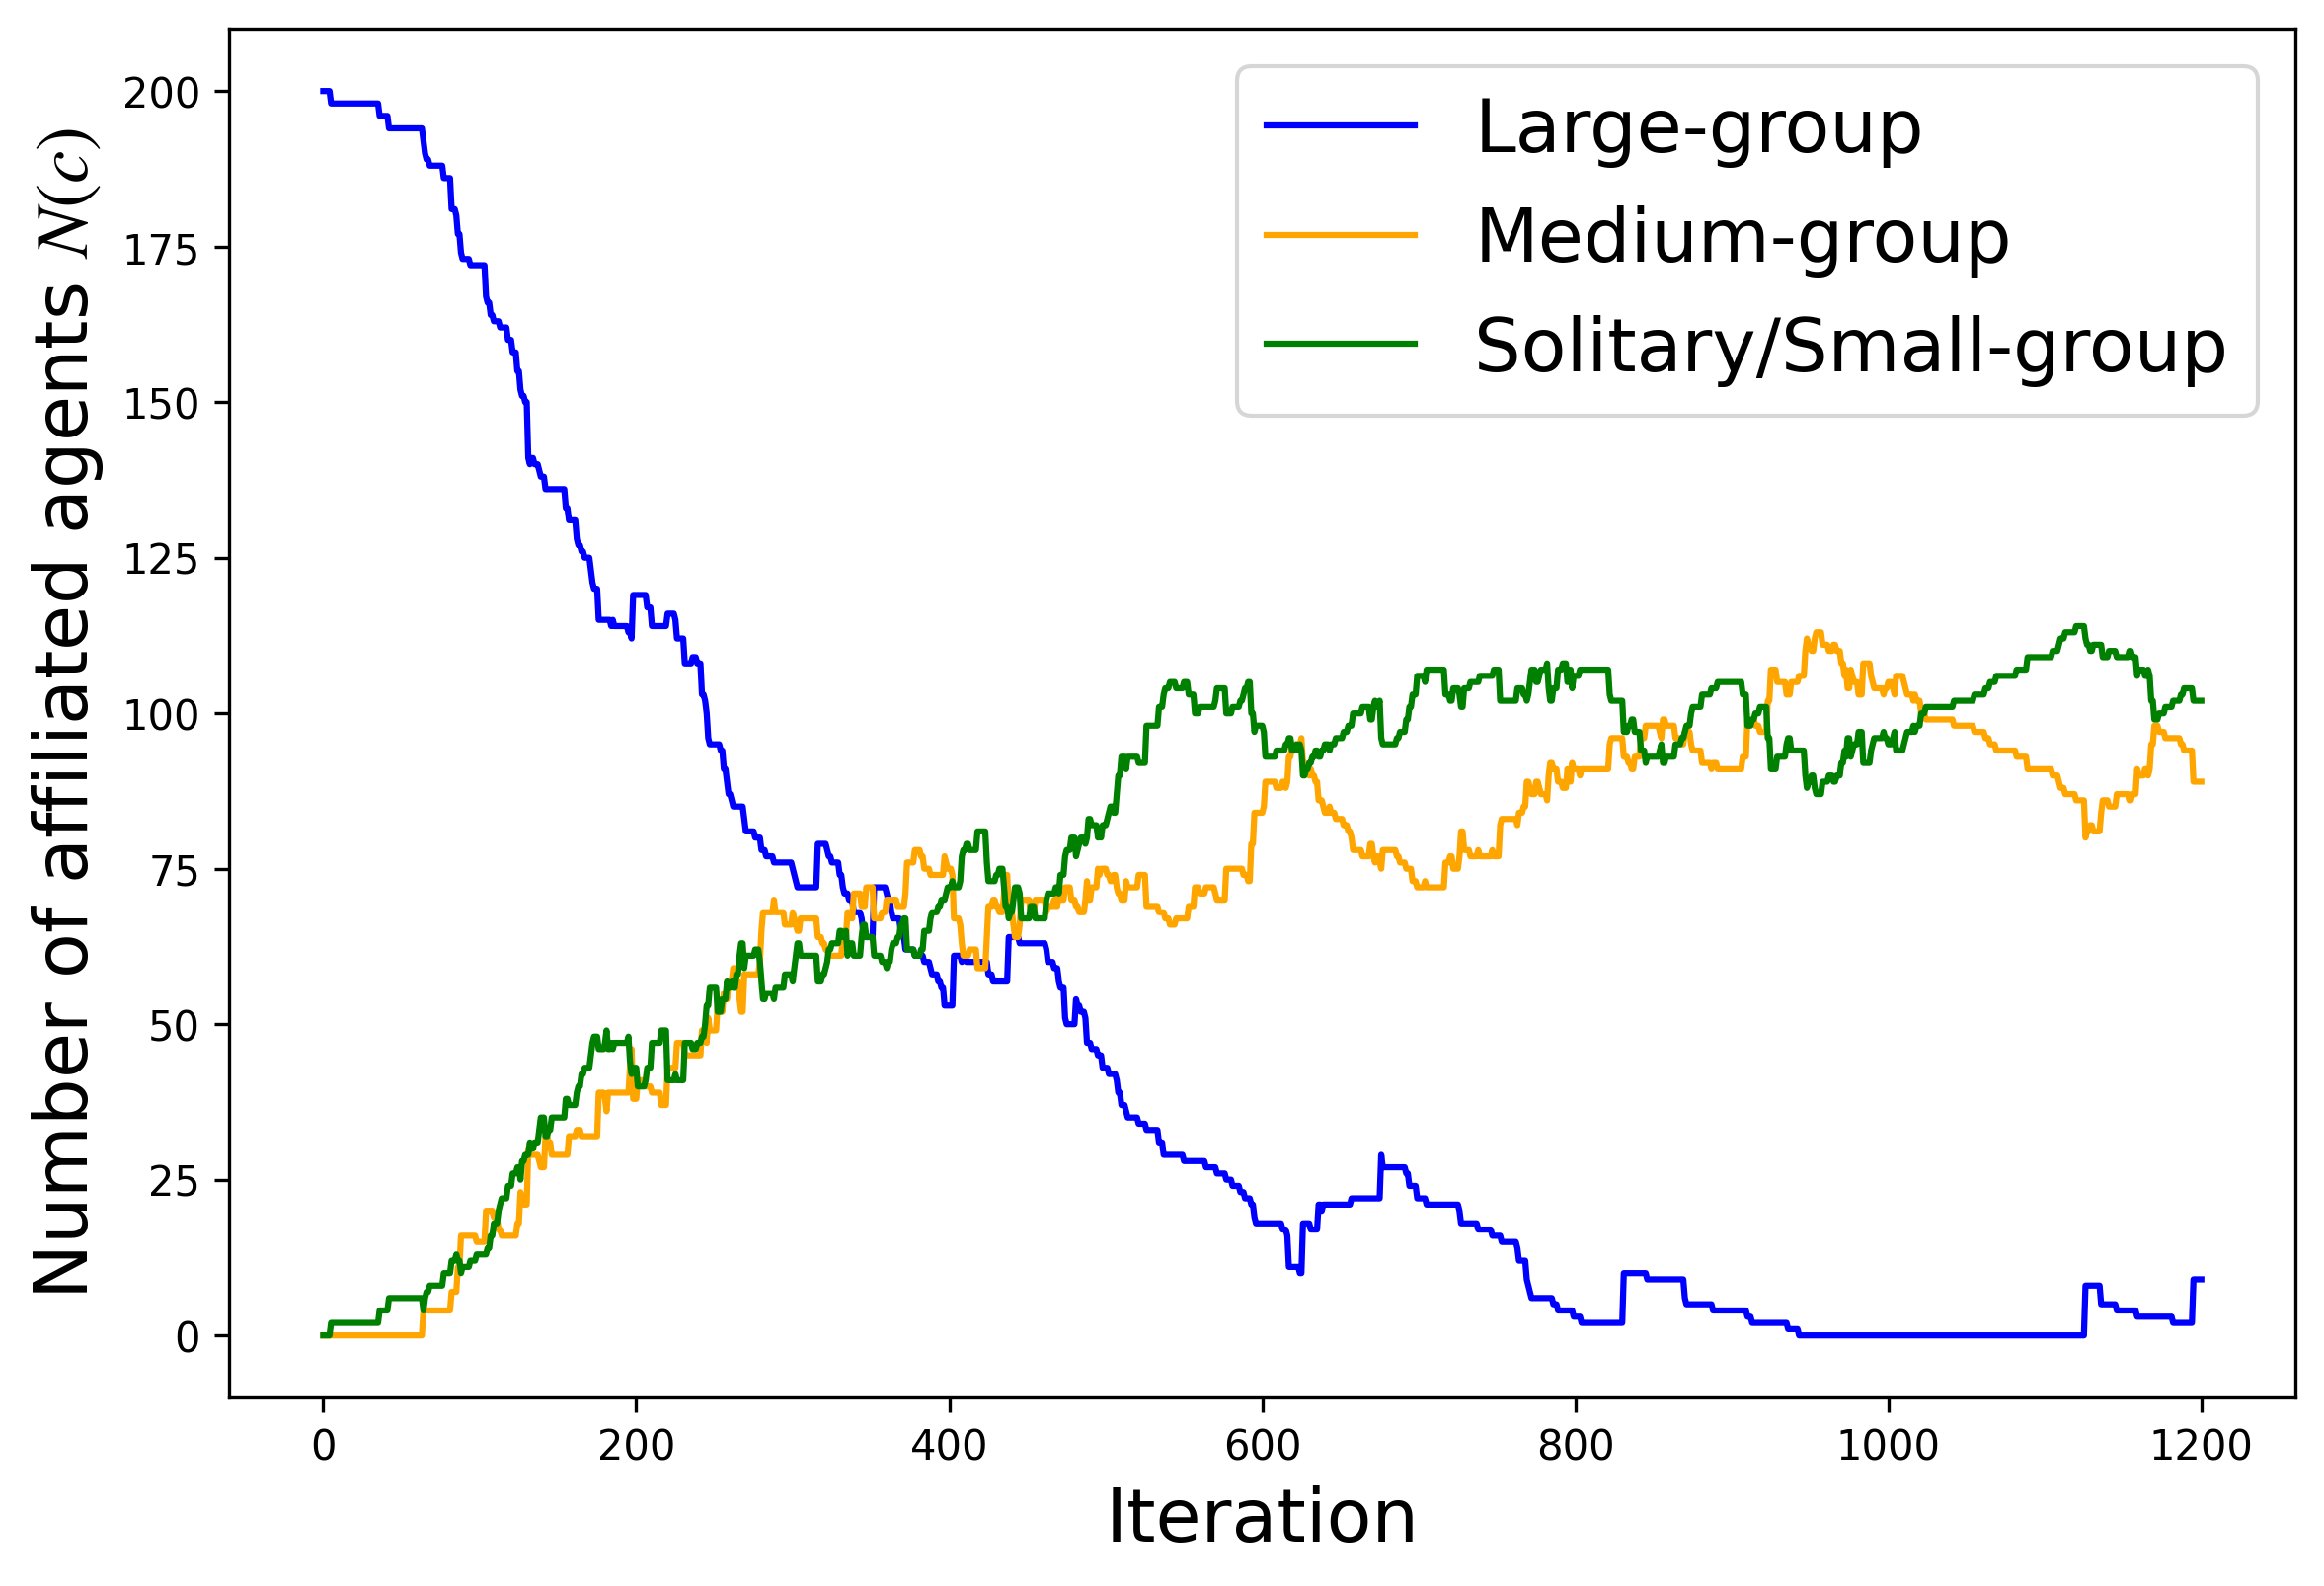 Number of affiliated agents N(c)
200
175
150
125
100
75
50
25
0
Large-group
Medium-group
Solitary/Small-group
0 200 400 600 800 1000 1200
Iteration